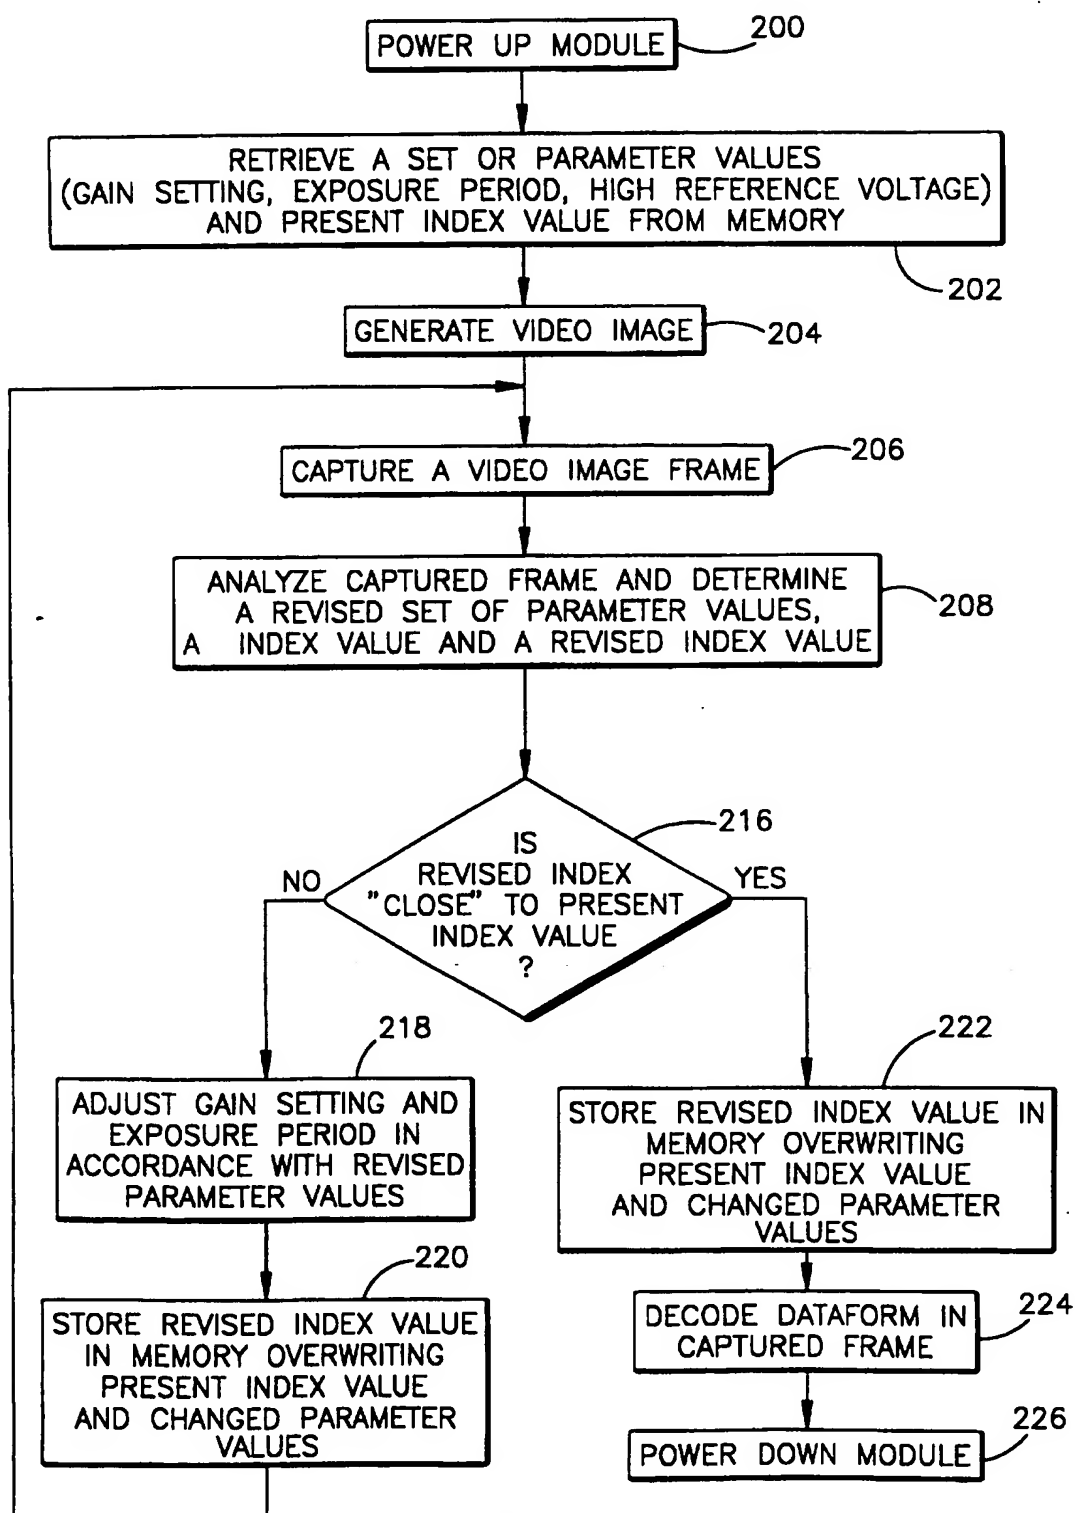 POWER UP MODULE
200
RETRIEVE A SET OR PARAMETER VALUES
(GAIN SETTING, EXPOSURE PERIOD, HIGH REFERENCE VOLTAGE)
AND PRESENT INDEX VALUE FROM MEMORY
202
GENERATE VIDEO IMAGE
204
CAPTURE A VIDEO IMAGE FRAME
206
ANALYZE CAPTURED FRAME AND DETERMINE
A REVISED SET OF PARAMETER VALUES,
A INDEX VALUE AND A REVISED INDEX VALUE
208
216
IS
REVISED INDEX
"CLOSE" TO PRESENT
INDEX VALUE
?
NO
YES
218
ADJUST GAIN SETTING AND
EXPOSURE PERIOD IN
ACCORDANCE WITH REVISED
PARAMETER VALUES
220
STORE REVISED INDEX VALUE
IN MEMORY OVERWRITING
PRESENT INDEX VALUE
AND CHANGED PARAMETER
VALUES
222
STORE REVISED INDEX VALUE IN
MEMORY OVERWRITING
PRESENT INDEX VALUE
AND CHANGED PARAMETER
VALUES
DECODE DATAFORM IN
CAPTURED FRAME
224
POWER DOWN MODULE
226